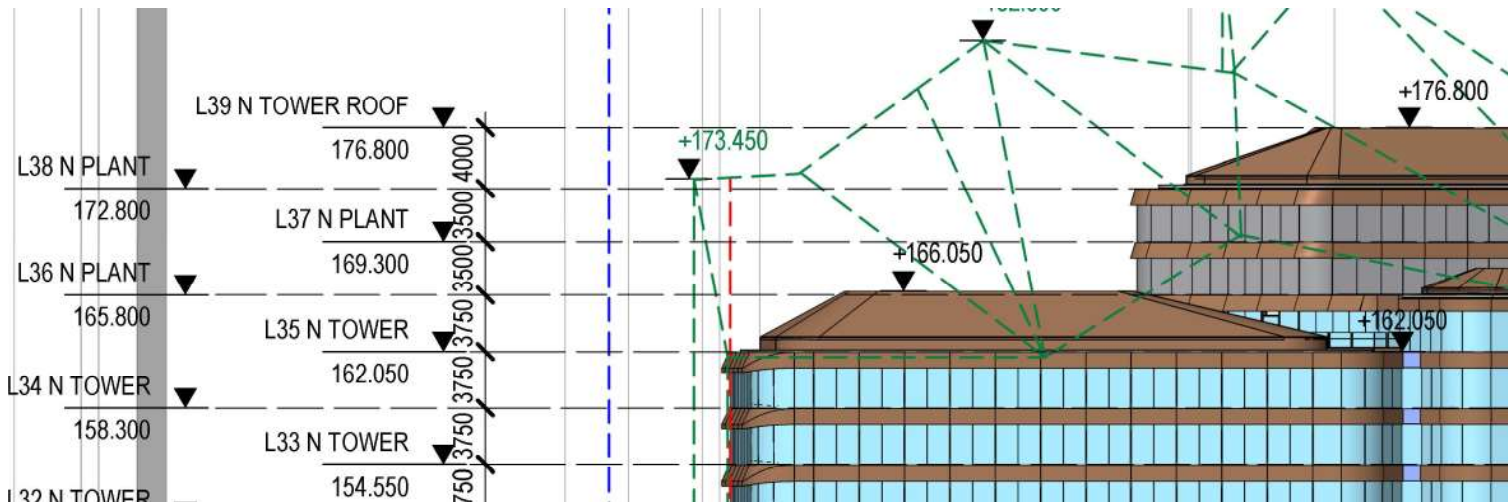 L39 N TOWER ROOF
176.800
L38 N PLANT
172.800
L37 N PLANT
169.300
L36 N PLANT
165.800
L35 N TOWER
162.050
L34 N TOWER
158.300
L33 N TOWER
154.550
L32 N TOWER
4000
3500
3500
3750
3750
3750
+173.450
+166.050
+176.800
+162.050